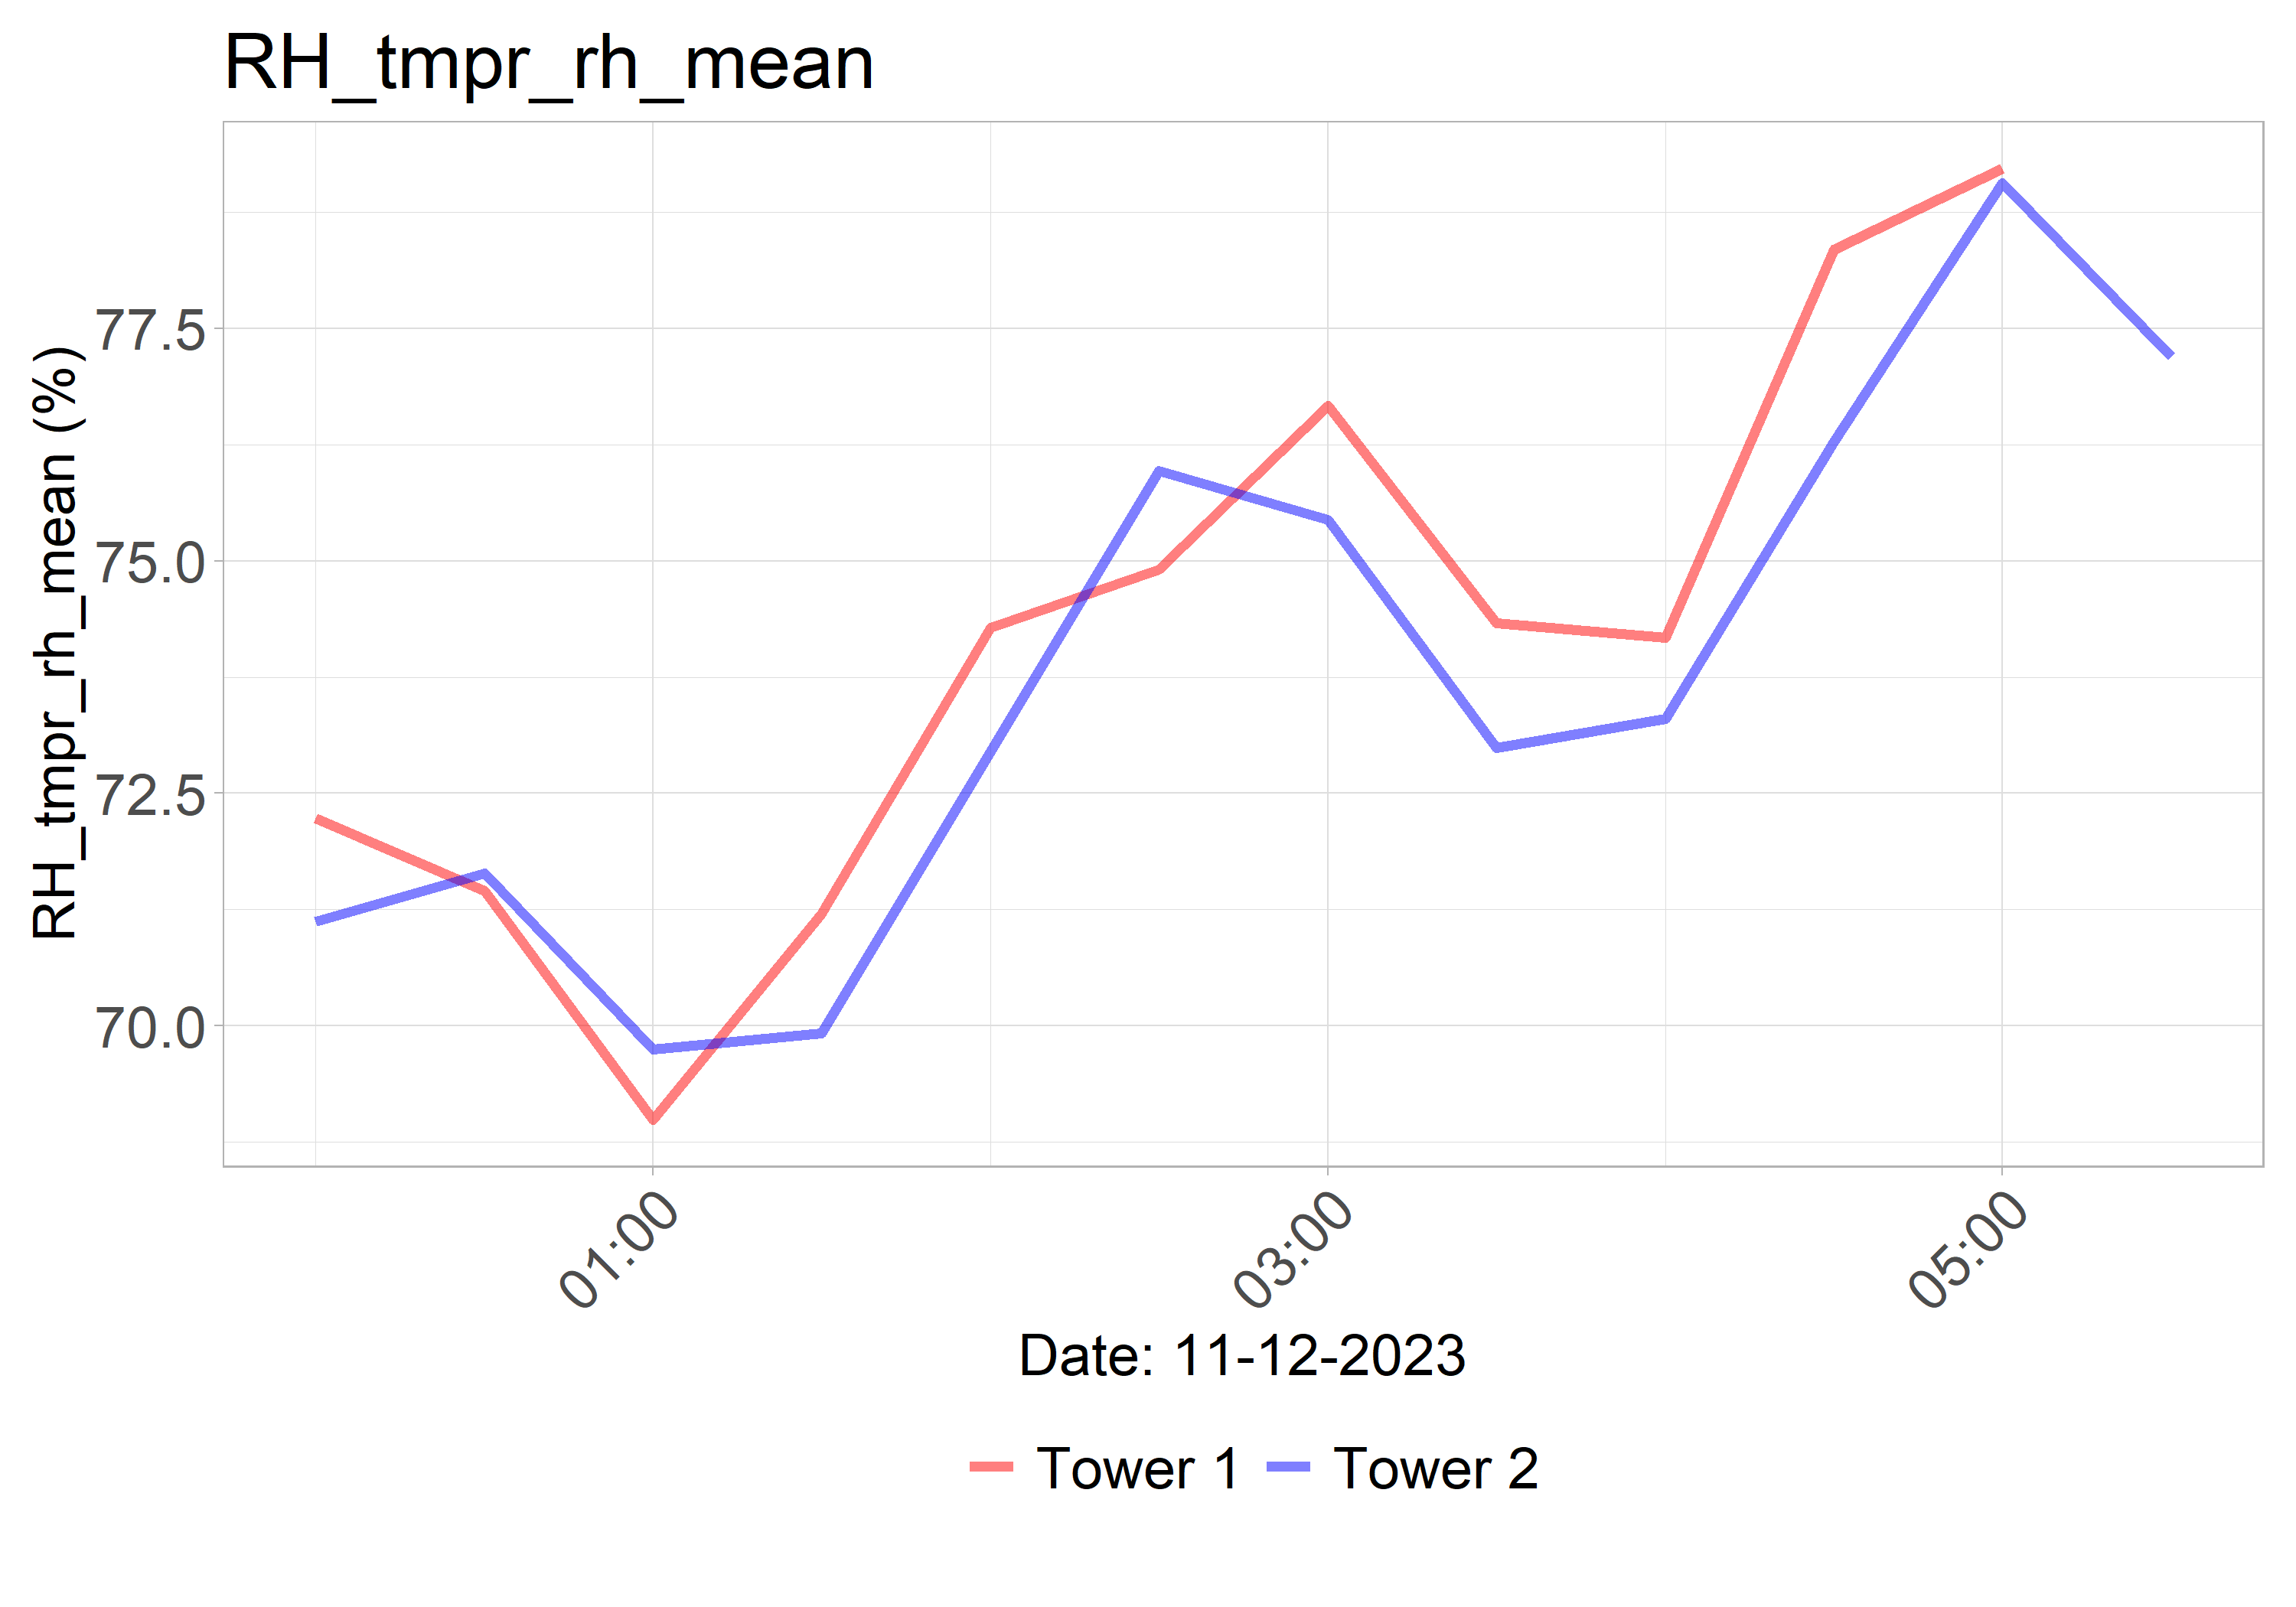 RH_tmpr_rh_mean
RH_tmpr_rh_mean (%)
77.5
75.0
72.5
70.0
01:00
03:00
05:00
Date: 11-12-2023
Tower 1
Tower 2